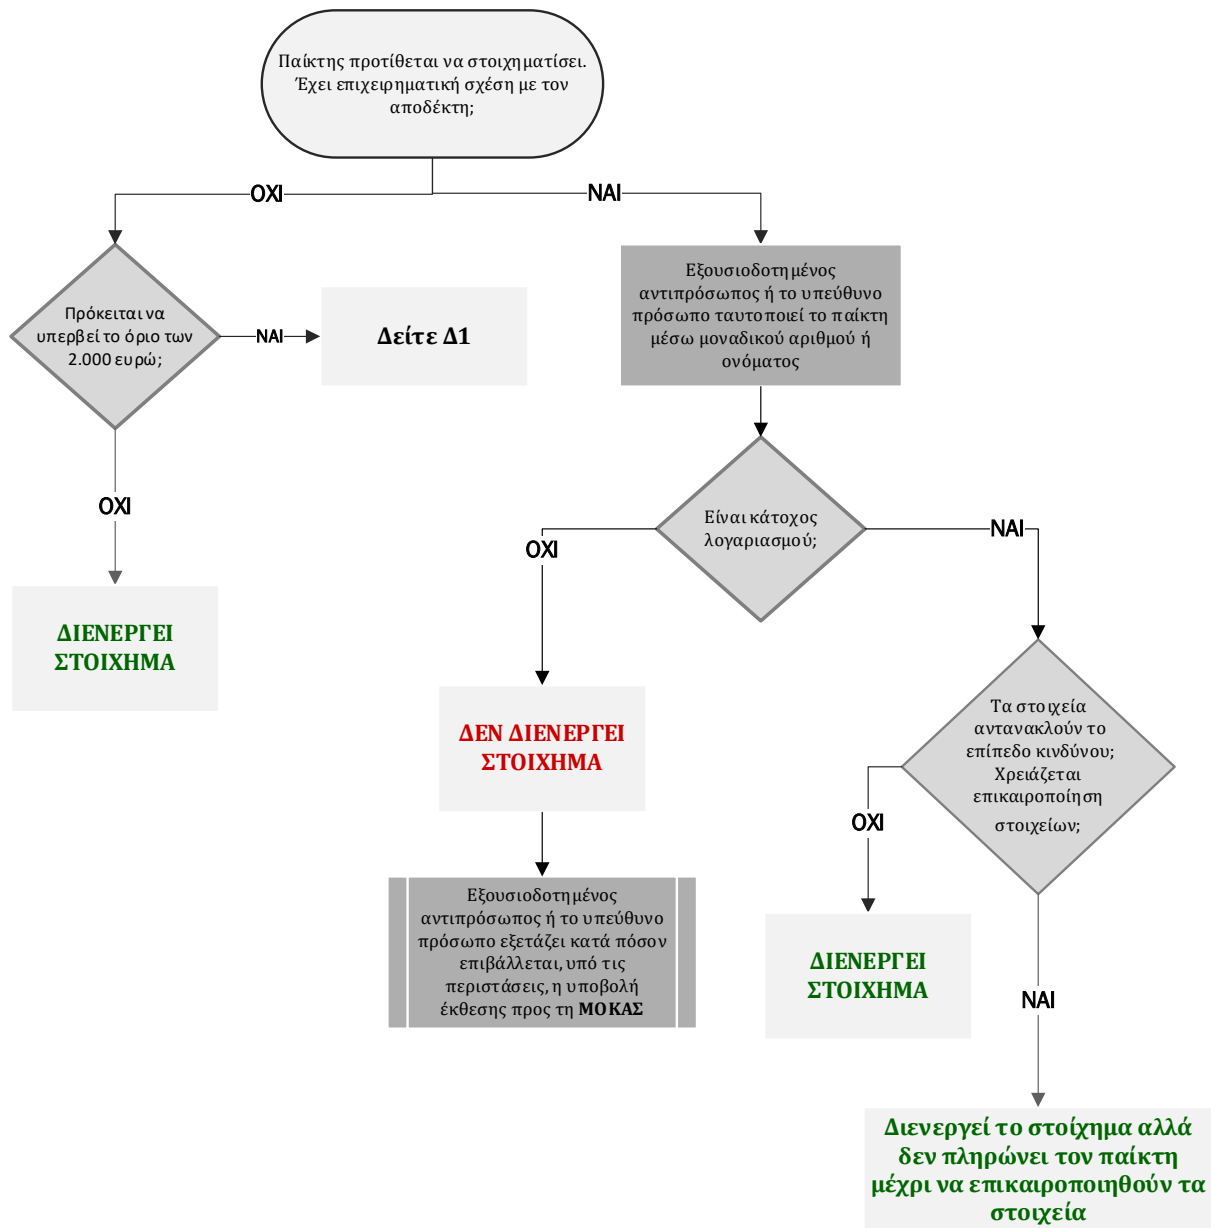 Παίκτης προτίθεται να στοιχηματίσει.
Έχει επιχειρηματική σχέση με τον
αποδέκτη;
ΟΧΙ
ΝΑΙ
Πρόκειται να
υπερβεί το όριο των
2.000 ευρώ;
ΝΑΙ
Δείτε Δ1
Εξουσιοδοτημένος
αντιπρόσωπος ή το υπεύθυνο
πρόσωπο ταυτοποιεί το παίκτη
μέσω μοναδικού αριθμού ή
ονόματος
ΟΧΙ
ΔΙΕΝΕΡΓΕΙ
ΣΤΟΙΧΗΜΑ
Είναι κάτοχος
λογαριασμού;
ΟΧΙ
ΝΑΙ
ΔΕΝ ΔΙΕΝΕΡΓΕΙ
ΣΤΟΙΧΗΜΑ
Εξουσιοδοτημένος
αντιπρόσωπος ή το υπεύθυνο
πρόσωπο εξετάζει κατά πόσον
επιβάλλεται, υπό τις
περιστάσεις, η υποβολή
έκθεσης προς τη ΜΟΚΑΣ
Τα στοιχεία
αντανακλούν το
επίπεδο κινδύνου;
Χρειάζεται
επικαιροποίηση
στοιχείων;
ΟΧΙ
ΔΙΕΝΕΡΓΕΙ
ΣΤΟΙΧΗΜΑ
ΝΑΙ
Διενεργεί το στοίχημα αλλά
δεν πληρώνει τον παίκτη
μέχρι να επικαιροποιηθούν τα
στοιχεία